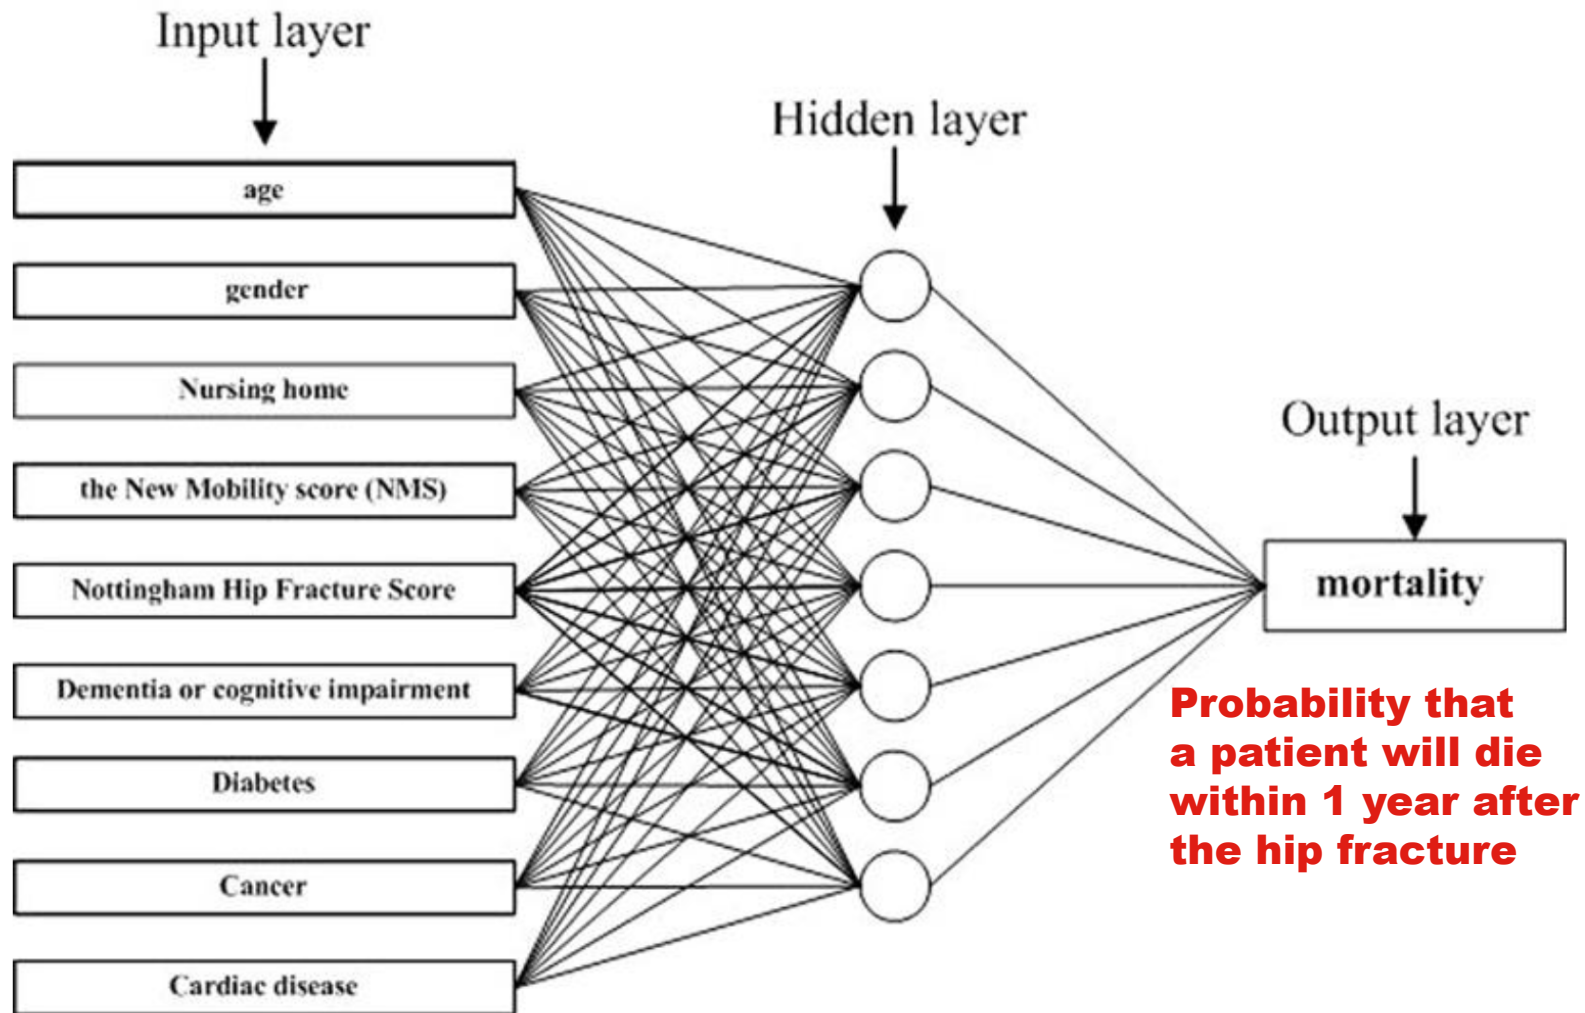 Input layer
Hidden layer
age
gender
Nursing home
the New Mobility score (NMS)
Nottingham Hip Fracture Score
Dementia or cognitive impairment
Diabetes
Cancer
Cardiac disease
Output layer
mortality
Probability that
a patient will die
within 1 year after
the hip fracture